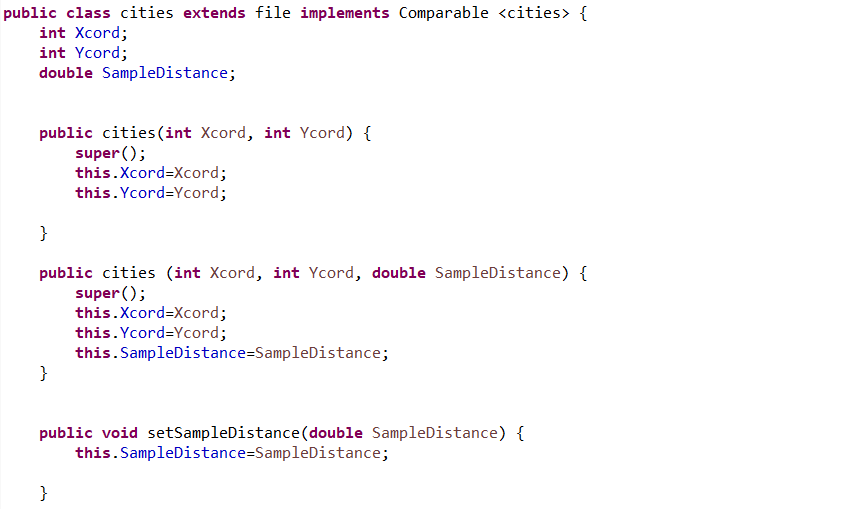 public class cities extends file implements Comparable <cities> {
int Xcord;
int Ycord;
double SampleDistance;
public cities(int Xcord, int Ycord) {
super();
this.Xcord=Xcord;
this.Ycord=Ycord;
}
public cities (int Xcord, int Ycord, double SampleDistance) {
super();
this.Xcord=Xcord;
this.Ycord=Ycord;
this.SampleDistance=SampleDistance;
}
public void setSampleDistance(double SampleDistance) {
this.SampleDistance=SampleDistance;
}